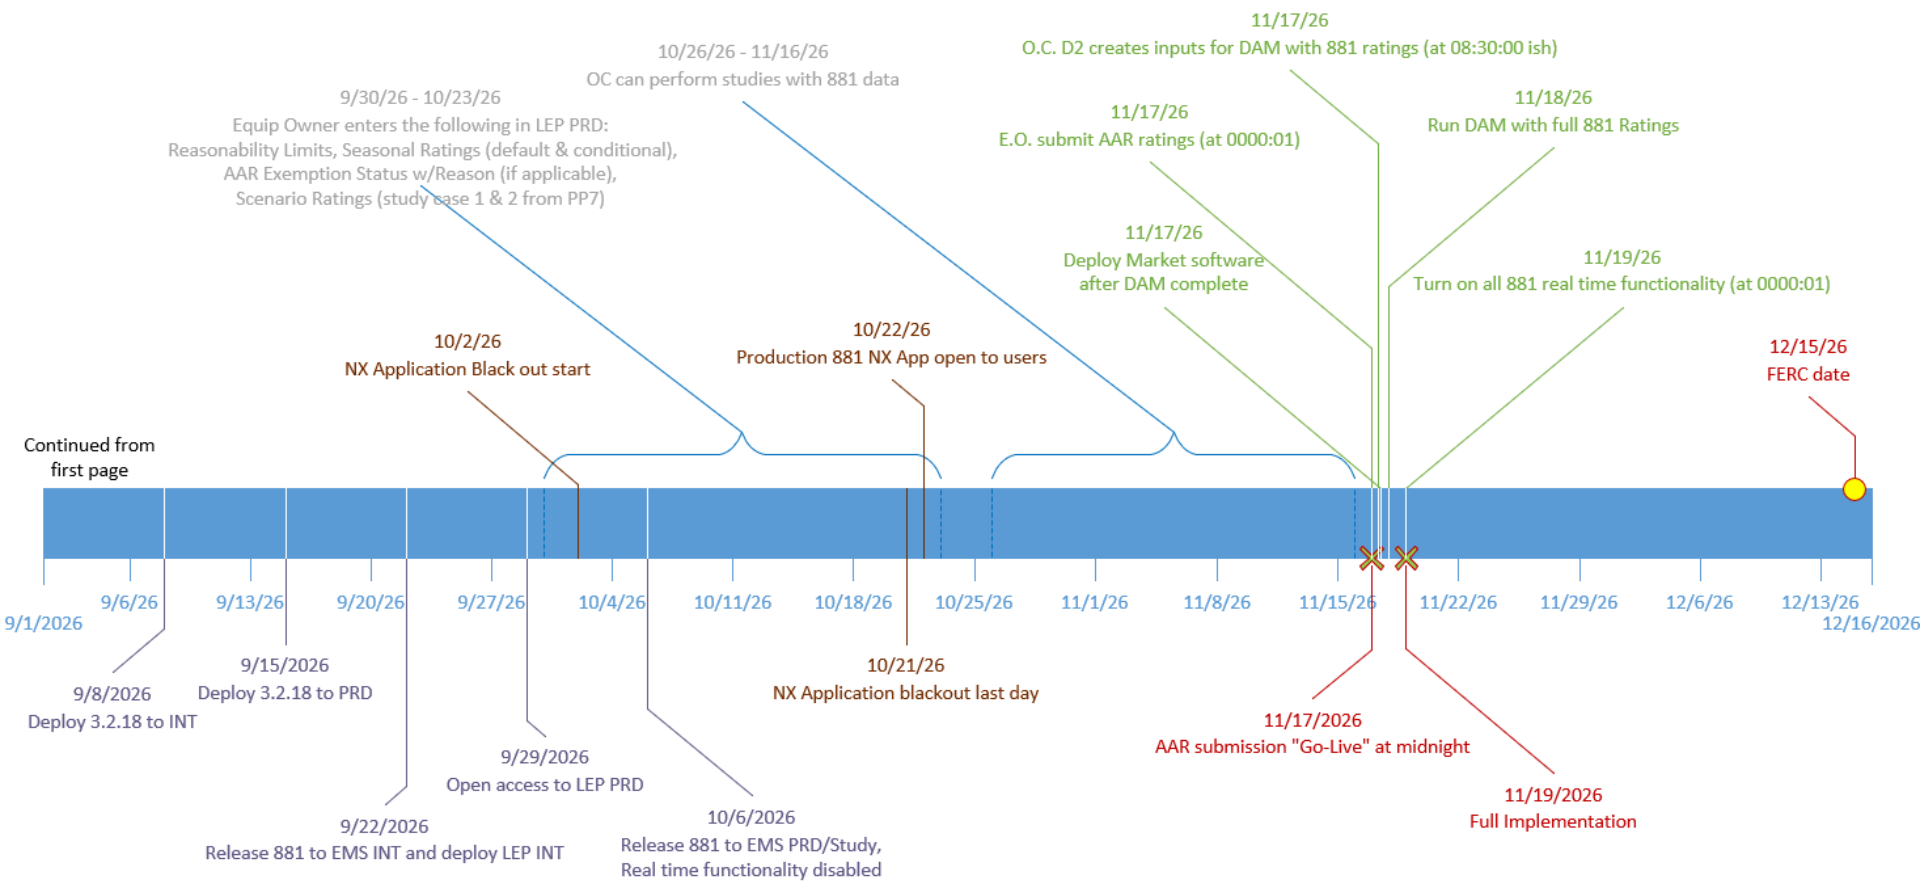 11/17/26
O.C. D2 creates inputs for DAM with 881 ratings (at 08:30:00 ish)
10/26/26 - 11/16/26
OC can perform studies with 881 data
9/30/26 - 10/23/26
Equip Owner enters the following in LEP PRD:
Reasonability Limits, Seasonal Ratings (default & conditional),
AAR Exemption Status w/Reason (if applicable),
Scenario Ratings (study case 1 & 2 from PP7)
11/17/26
E.O. submit AAR ratings (at 0000:01)
11/18/26
Run DAM with full 881 Ratings
11/17/26
Deploy Market software
after DAM complete
11/19/26
Turn on all 881 real time functionality (at 0000:01)
10/2/26
NX Application Black out start
10/22/26
Production 881 NX App open to users
12/15/26
FERC date
Continued from
first page
9/1/2026
9/6/26
9/13/26
9/20/26
9/27/26
10/4/26
10/11/26
10/18/26
10/25/26
11/1/26
11/8/26
11/15/26
11/22/26
11/29/26
12/6/26
12/13/26
12/16/2026
9/8/2026
Deploy 3.2.18 to INT
9/15/2026
Deploy 3.2.18 to PRD
9/22/2026
Release 881 to EMS INT and deploy LEP INT
9/29/2026
Open access to LEP PRD
10/6/2026
Release 881 to EMS PRD/Study,
Real time functionality disabled
10/21/26
NX Application blackout last day
11/17/2026
AAR submission "Go-Live" at midnight
11/19/2026
Full Implementation